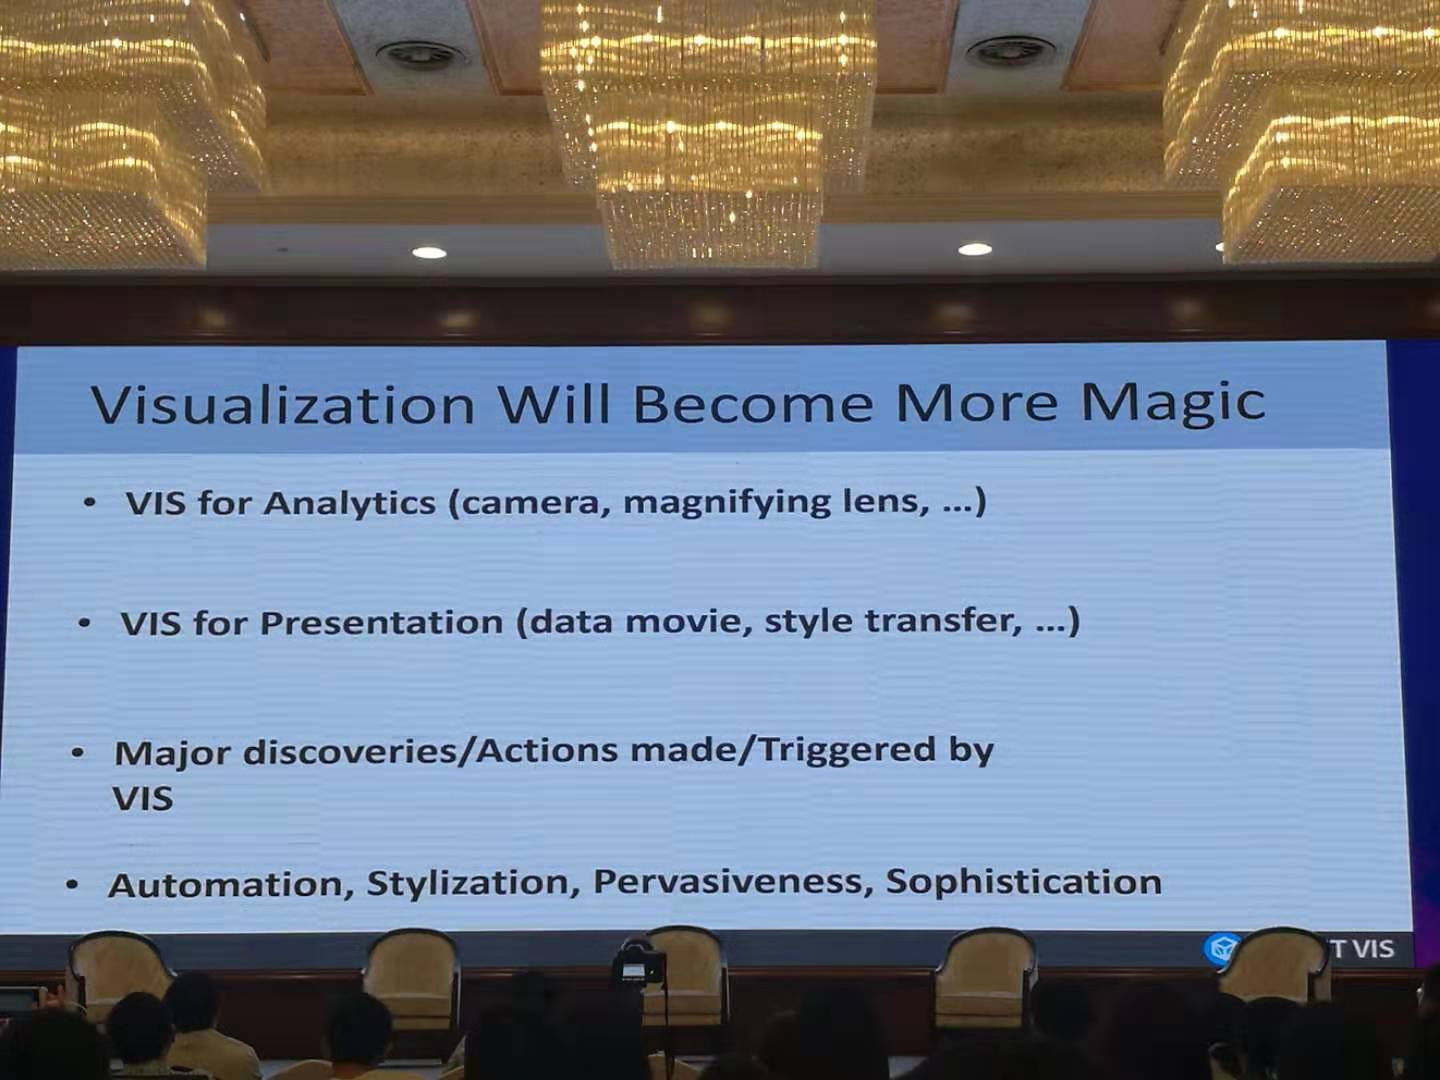 Visualization Will Become More Magic
• VIS for Analytics (camera, magnifying lens, ...)
• VIS for Presentation (data movie, style transfer, ...)
• Major discoveries/Actions made/Triggered by
VIS
• Automation, Stylization, Pervasiveness, Sophistication
VIS